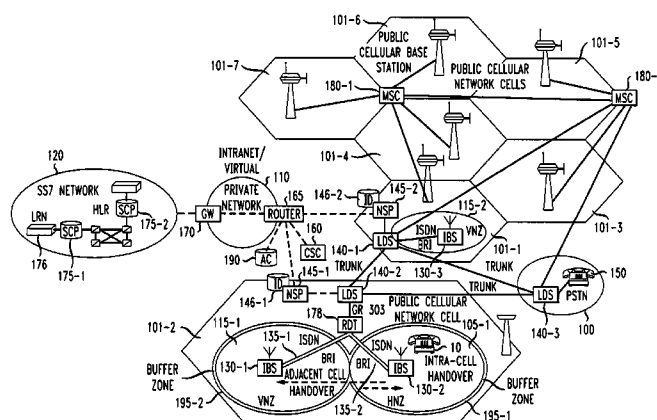 101-6
PUBLIC
CELLULAR BASE
STATION
101-5
101-7
PUBLIC CELLULAR
NETWORK CELLS
180-1
180-
MSC
MSC
120
INTRANET/
VIRTUAL
PRIVATE
NETWORK
110
101-4
SS7 NETWORK
165
146-2
ID
145-2
115-2
HLR
SCP
175-2
LRN
SCP
GW
ROUTER
NSP
ISDN
VNZ
101-3
170
160
140-1
LDS
BRI
IBS
176
175-1
190
AC
CSC
130-3
101-1
145-1
TRUNK
TRUNK
150
ID
NSP
LDS
140-2
TRUNK
LDS
PSTN
146-1
GR
303
PUBLIC CELLULAR
NETWORK CELL
140-3
100
178
RDT
101-2
115-1
135-1
ISDN
ISDN
10
105-1
BRI
BRI
INTRA-CELL
HANDOVER
130-1
IBS
IBS
130-2
BUFFER
ZONE
ADJACENT CELL
HANDOVER
BUFFER
ZONE
195-2
VNZ
135-2
HNZ
195-1